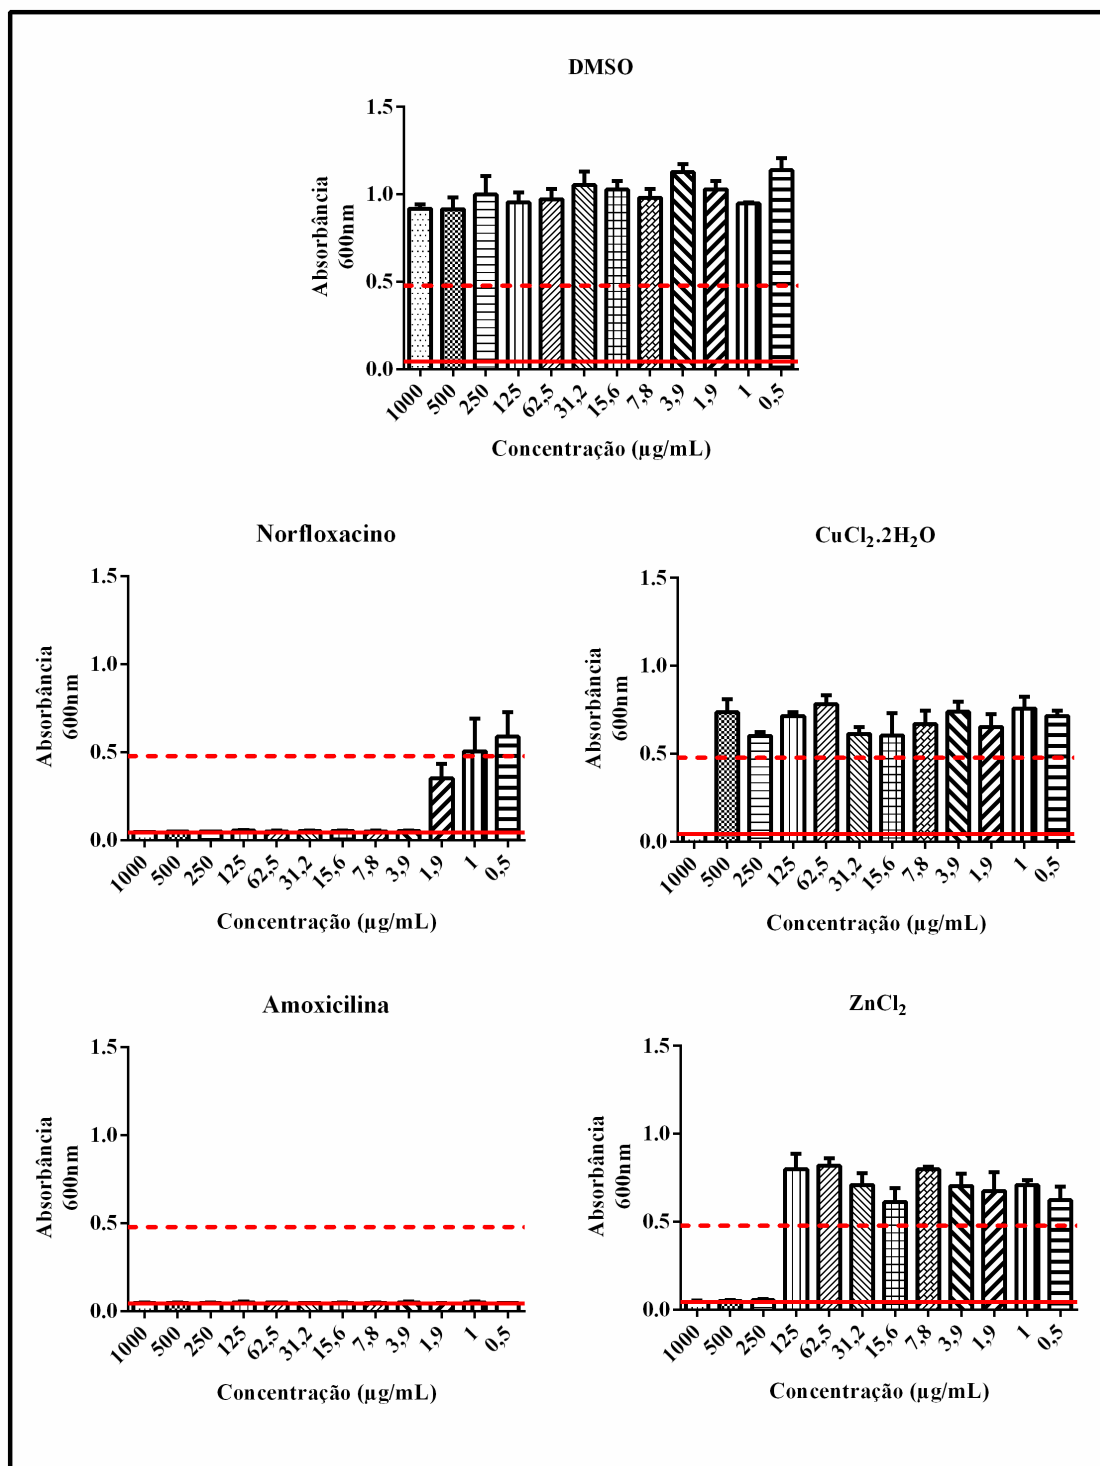 DMSO
1.5
1.0
0.5
0.0
Absorbância
600nm
1000 500 250 125 62,5 31,2 15,6 7,8 3,9 1,9 1 0,5
Concentração (µg/mL)
Norfloxacino
1.5
1.0
0.5
0.0
Absorbância
600nm
1000 500 250 125 62,5 31,2 15,6 7,8 3,9 1,9 1 0,5
Concentração (µg/mL)
CuCl₂.2H₂O
1.5
1.0
0.5
0.0
Absorbância
600nm
1000 500 250 125 62,5 31,2 15,6 7,8 3,9 1,9 1 0,5
Concentração (µg/mL)
Amoxicilina
1.5
1.0
0.5
0.0
Absorbância
600nm
1000 500 250 125 62,5 31,2 15,6 7,8 3,9 1,9 1 0,5
Concentração (µg/mL)
ZnCl₂
1.5
1.0
0.5
0.0
Absorbância
600nm
1000 500 250 125 62,5 31,2 15,6 7,8 3,9 1,9 1 0,5
Concentração (µg/mL)